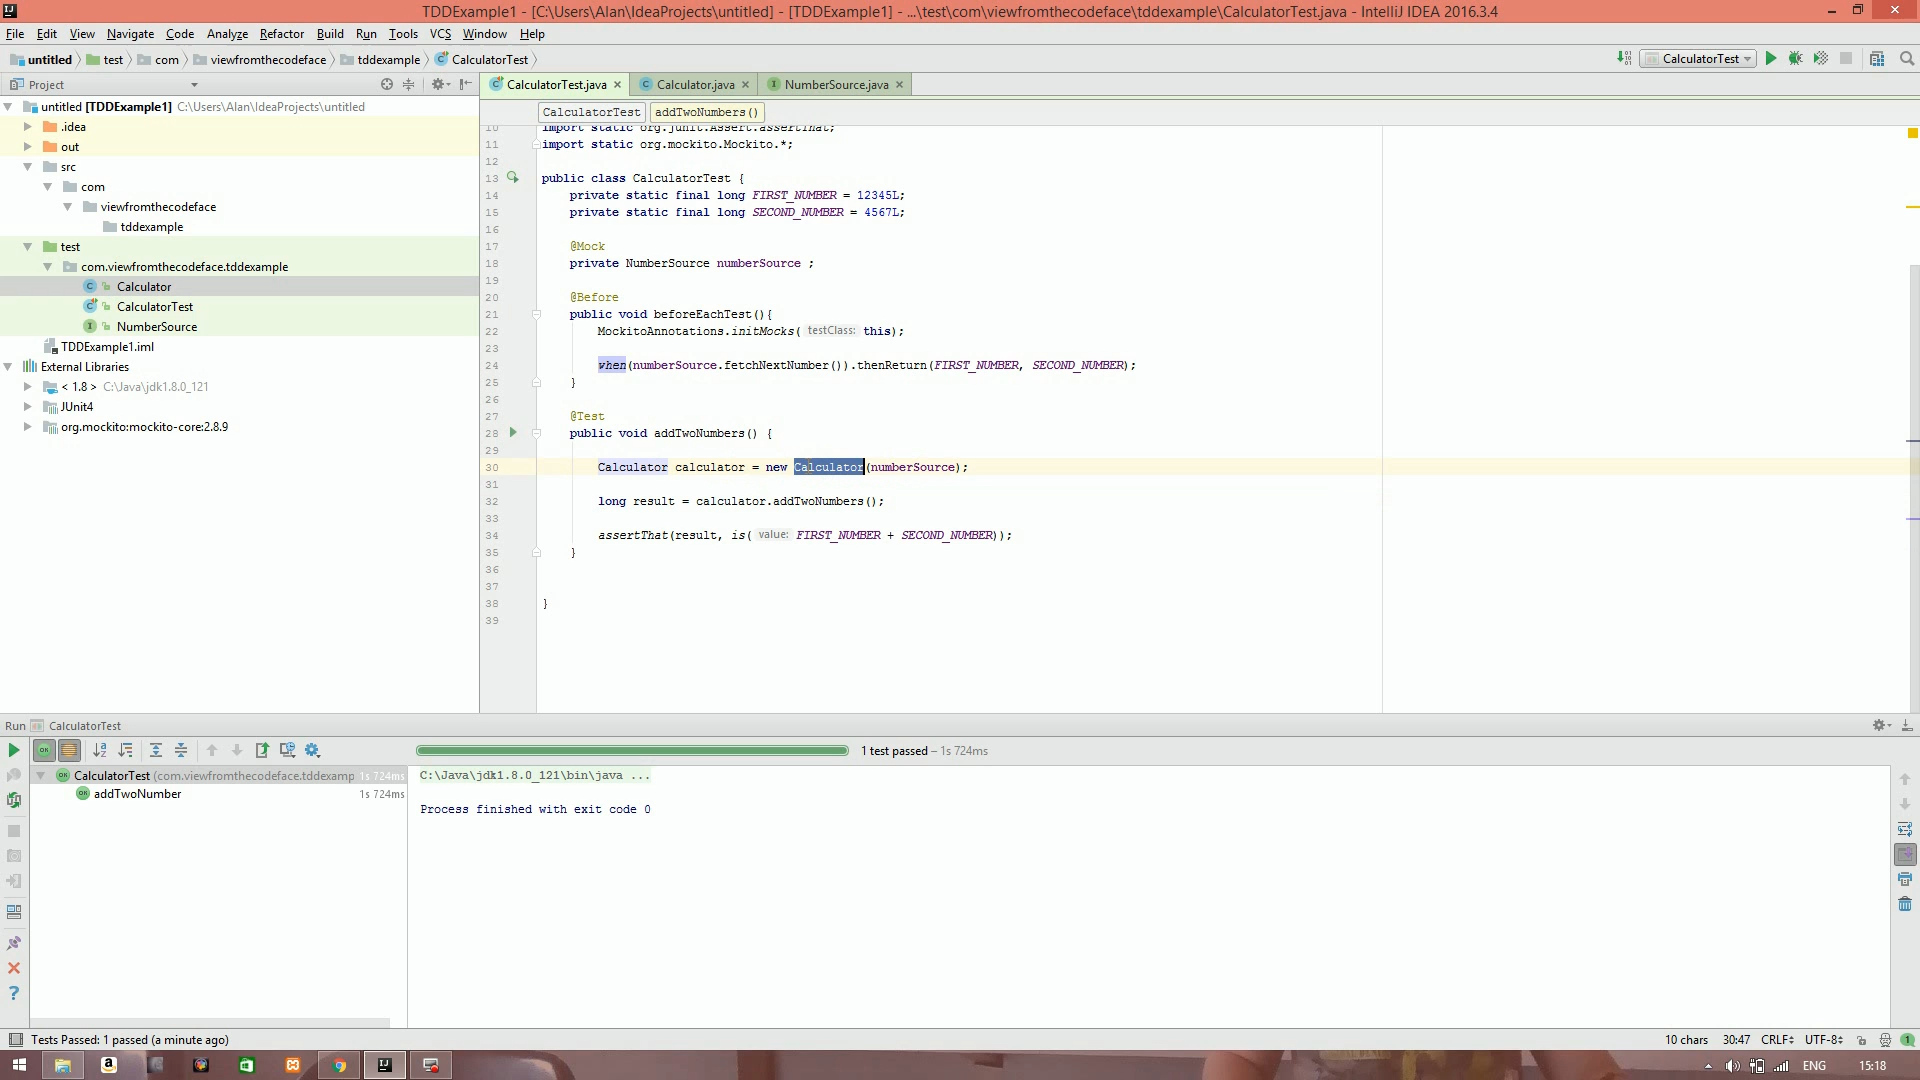 TDDExample1 - [C:\Users\Alan\IdeaProjects\untitled] - [TDDExample1] - ...\test\com\viewfromthecodeface\tddexample\CalculatorTest.java - IntelliJ IDEA 2016.3.4
File Edit View Navigate Code Analyze Refactor Build Run Tools VCS Window Help
untitled test com viewfromthecodeface tddexample CalculatorTest
CalculatorTest
Project
CalculatorTest.java Calculator.java NumberSource.java
CalculatorTest addTwoNumbers()
untitled [TDDExample1] C:\Users\Alan\IdeaProjects\untitled
.idea
out
src
com
viewfromthecodeface
tddexample
test
com.viewfromthecodeface.tddexample
Calculator
CalculatorTest
NumberSource
TDDExample1.iml
External Libraries
< 1.8 > C:\Java\jdk1.8.0_121
JUnit4
org.mockito:mockito-core:2.8.9
10 import static org.junit.Assert.assertThat;
11 import static org.mockito.Mockito.*;
12
13 public class CalculatorTest {
14 private static final long FIRST_NUMBER = 12345L;
15 private static final long SECOND_NUMBER = 4567L;
16
17 @Mock
18 private NumberSource numberSource ;
19
20 @Before
21 public void beforeEachTest(){
22 MockitoAnnotations.initMocks( testClass: this);
23
24 when(numberSource.fetchNextNumber()).thenReturn(FIRST_NUMBER, SECOND_NUMBER);
25 }
26
27 @Test
28 public void addTwoNumbers() {
29
30 Calculator calculator = new Calculator(numberSource);
31
32 long result = calculator.addTwoNumbers();
33
34 assertThat(result, is( value: FIRST_NUMBER + SECOND_NUMBER));
35 }
36
37
38 }
39
Run CalculatorTest
1 test passed – 1s 724ms
CalculatorTest (com.viewfromthecodeface.tddexamp 1s 724ms
addTwoNumber 1s 724ms
C:\Java\jdk1.8.0_121\bin\java ...
Process finished with exit code 0
Tests Passed: 1 passed (a minute ago)
10 chars 30:47 CRLF UTF-8 1
ENG 15:18